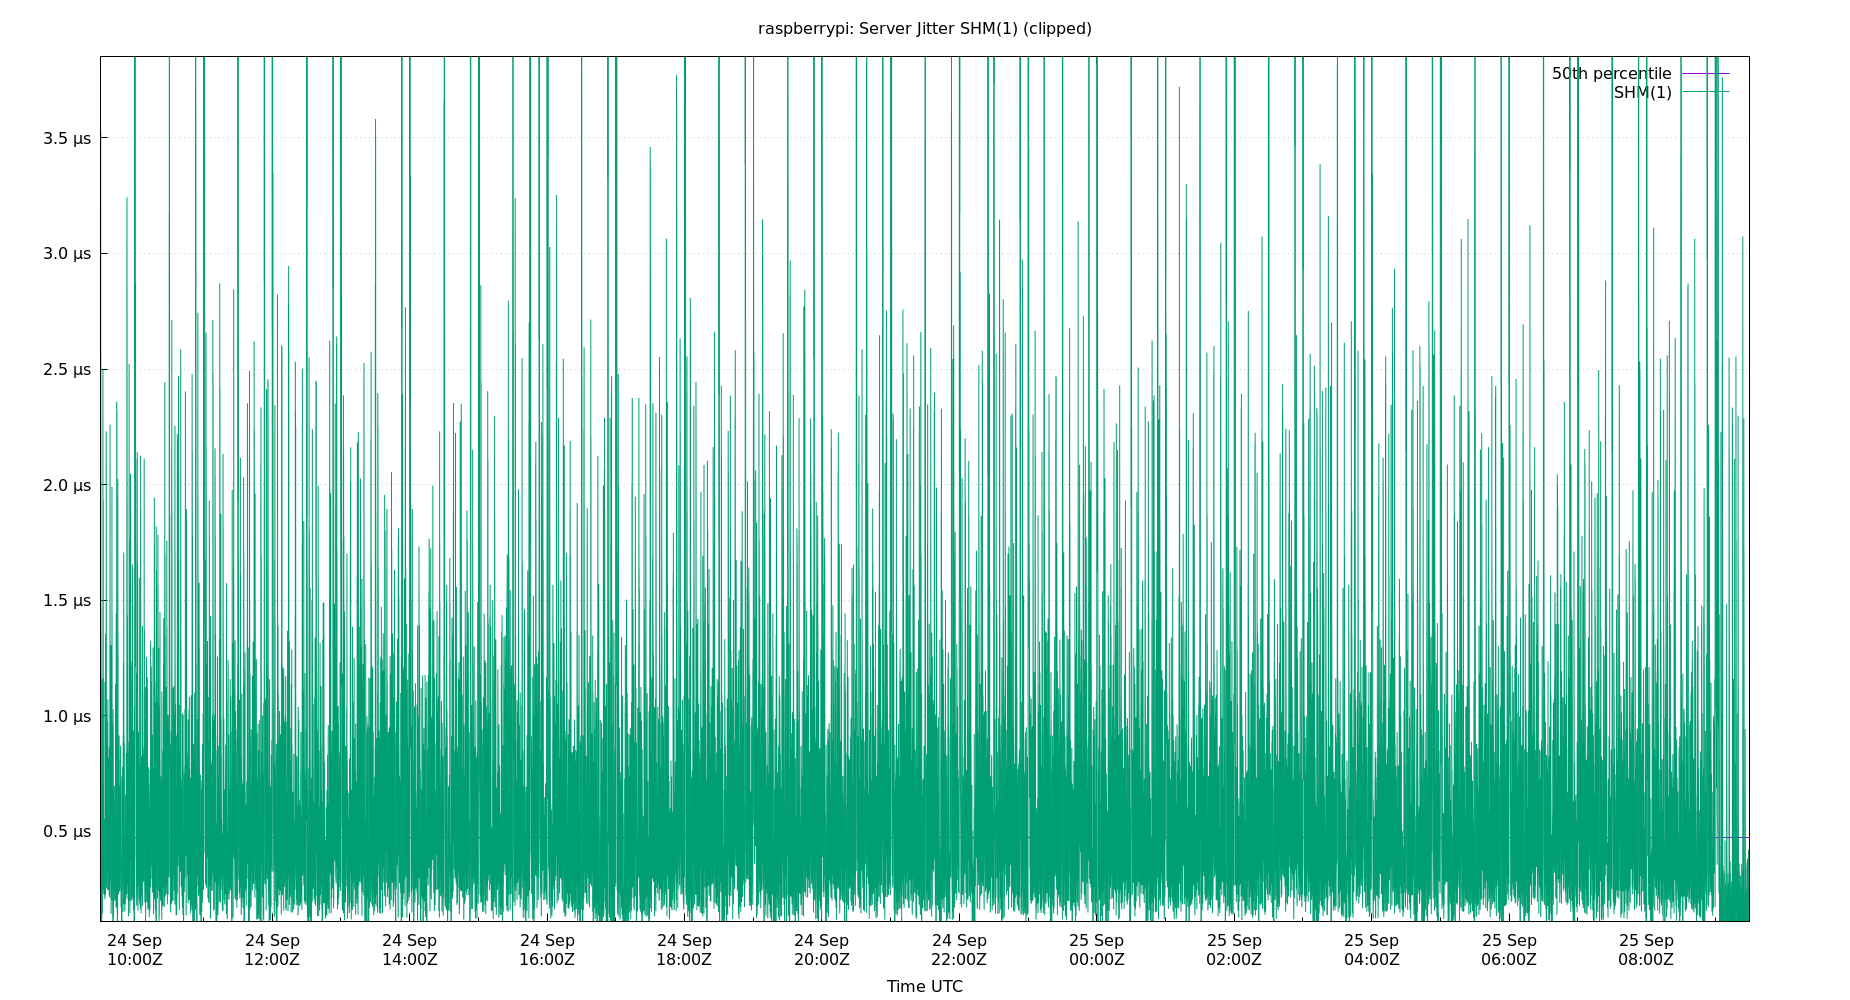 raspberrypi: Server Jitter SHM(1) (clipped)
50th percentile
SHM(1)
3.5 µs
3.0 µs
2.5 µs
2.0 µs
1.5 µs
1.0 µs
0.5 µs
24 Sep 24 Sep 24 Sep 24 Sep 24 Sep 24 Sep 24 Sep 25 Sep 25 Sep 25 Sep 25 Sep 25 Sep
10:00Z 12:00Z 14:00Z 16:00Z 18:00Z 20:00Z 22:00Z 00:00Z 02:00Z 04:00Z 06:00Z 08:00Z
Time UTC